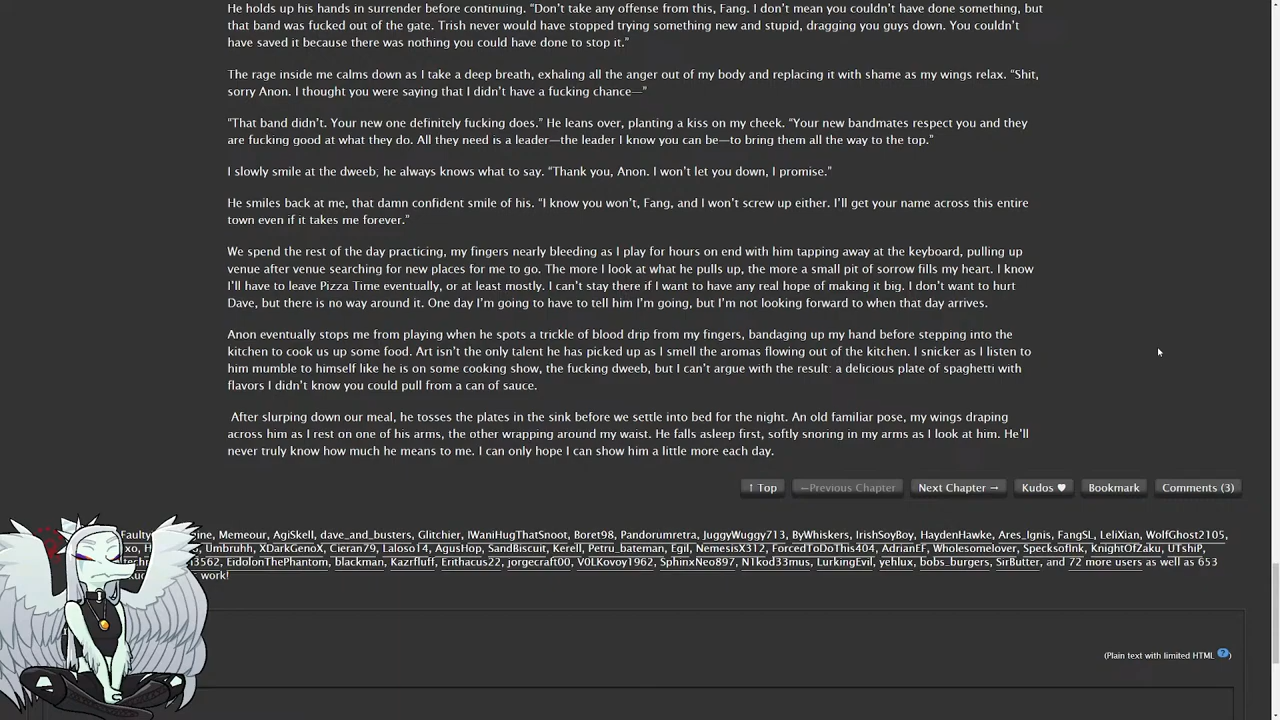 He holds up his hands in surrender before continuing. “Don’t take any offense from this, Fang. I don’t mean you couldn’t have done something, but
that band was fucked out of the gate. Trish never would have stopped trying something new and stupid, dragging you guys down. You couldn’t
have saved it because there was nothing you could have done to stop it.”
The rage inside me calms down as I take a deep breath, exhaling all the anger out of my body and replacing it with shame as my wings relax. “Shit,
sorry Anon. I thought you were saying that I didn’t have a fucking chance—”
“That band didn’t. Your new one definitely fucking does.” He leans over, planting a kiss on my cheek. “Your new bandmates respect you and they
are fucking good at what they do. All they need is a leader—the leader I know you can be—to bring them all the way to the top.”
I slowly smile at the dweeb; he always knows what to say. “Thank you, Anon. I won’t let you down, I promise.”
He smiles back at me, that damn confident smile of his. “I know you won’t, Fang, and I won’t screw up either. I’ll get your name across this entire
town even if it takes me forever.”
We spend the rest of the day practicing, my fingers nearly bleeding as I play for hours on end with him tapping away at the keyboard, pulling up
venue after venue searching for new places for me to go. The more I look at what he pulls up, the more a small pit of sorrow fills my heart. I know
I’ll have to leave Pizza Time eventually, or at least mostly. I can’t stay there if I want to have any real hope of making it big. I don’t want to hurt
Dave, but there is no way around it. One day I’m going to have to tell him I’m going, but I’m not looking forward to when that day arrives.
Anon eventually stops me from playing when he spots a trickle of blood drip from my fingers, bandaging up my hand before stepping into the
kitchen to cook us up some food. Art isn’t the only talent he has picked up as I smell the aromas flowing out of the kitchen. I snicker as I listen to
him mumble to himself like he is on some cooking show, the fucking dweeb, but I can’t argue with the result: a delicious plate of spaghetti with
flavors I didn’t know you could pull from a can of sauce.
After slurping down our meal, he tosses the plates in the sink before we settle into bed for the night. An old familiar pose, my wings draping
across him as I rest on one of his arms, the other wrapping around my waist. He falls asleep first, softly snoring in my arms as I look at him. He’ll
never truly know how much he means to me. I can only hope I can show him a little more each day.
↑ Top ←Previous Chapter Next Chapter → Kudos ♥ Bookmark Comments (3)
Memeour, AgiSkell, dave_and_busters, Glitchier, IWaniHugThatSnoot, Boret98, Pandorumretra, JuggyWuggy713, ByWhiskers, IrishSoyBoy, HaydenHawke, Ares_Ignis, FangSL, LeliXian, WolfGhost2105,
Umbruhh, XDarkGenoX, Cieran79, Laloso14, AgusHop, SandBiscuit, Kerell, Petru_bateman, Egil, NemesisX312, ForcedToDoThis404, AdrianEF, Wholesomelover, SpecksofInk, KnightOfZaku, UTshiP,
EidolonThePhantom, blackman, Kazrfluff, Erithacus22, jorgecraft00, V0LKovoy1962, SphinxNeo897, N1kod33mus, LurkingEvil, yehlux, bobs_burgers, SirButter, and 72 more users as well as 653
work!
(Plain text with limited HTML ?)